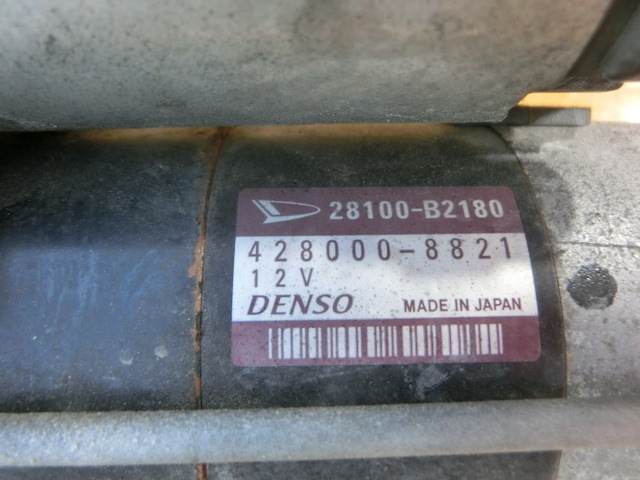 28100-B2180
428000-8821
12V
DENSO MADE IN JAPAN